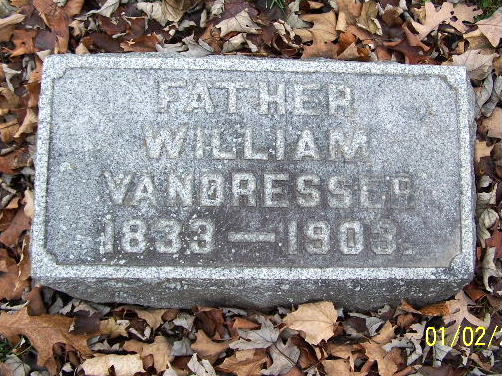 FATHER
WILLIAM
VANDRESSER
1833—1903.
01/02/